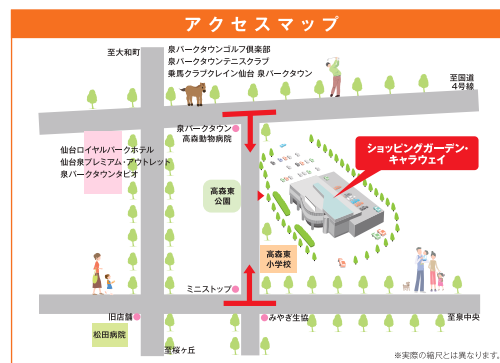 アクセスマップ
至大和町
泉パークタウンゴルフ倶楽部
泉パークタウンテニスクラブ
乗馬クラブクレイン仙台 泉パークタウン
至国道
4号線
泉パークタウン
高森動物病院
ショッピングガーデン・
キャラウェイ
仙台ロイヤルパークホテル
仙台泉プレミアム・アウトレット
泉パークタウンタピオ
高森東
公園
高森東
小学校
ミニストップ
旧店舗
みやぎ生協
至泉中央
松田病院
至桜ヶ丘
※実際の縮尺とは異なります。